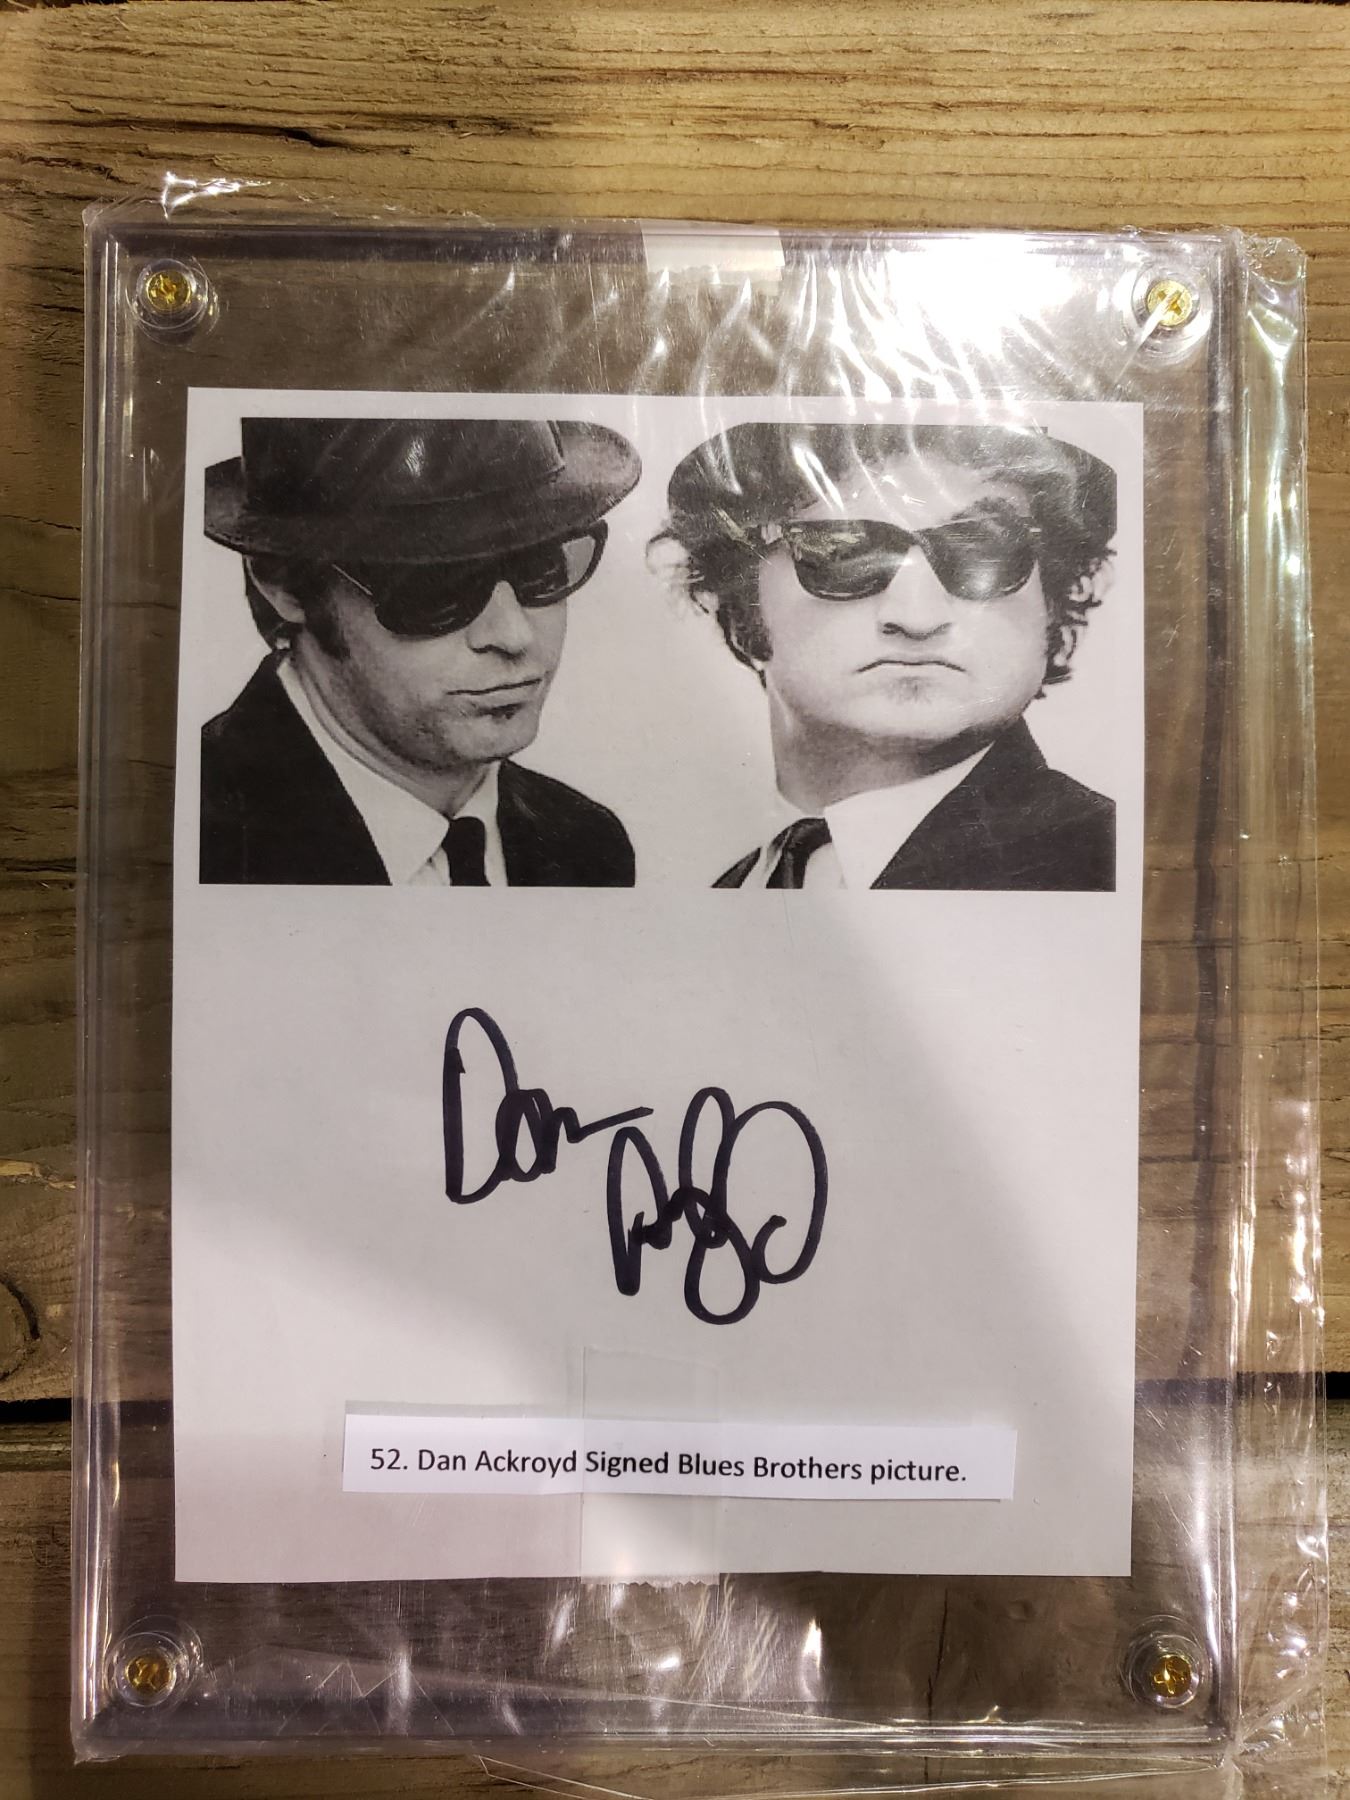 Dan
52. Dan Ackroyd Signed Blues Brothers picture.